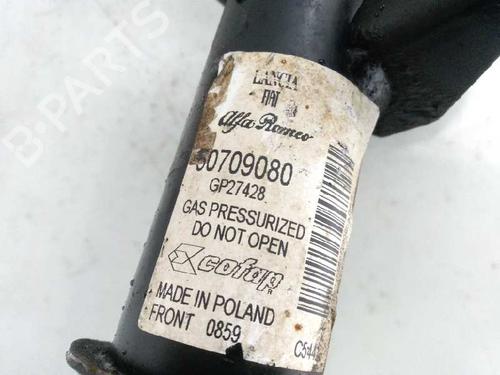 LANCIA
FIAT
Alfa Romeo
50709080
GP27428
GAS PRESSURIZED
DO NOT OPEN
cofap
MADE IN POLAND
FRONT 0859
B-PARTS